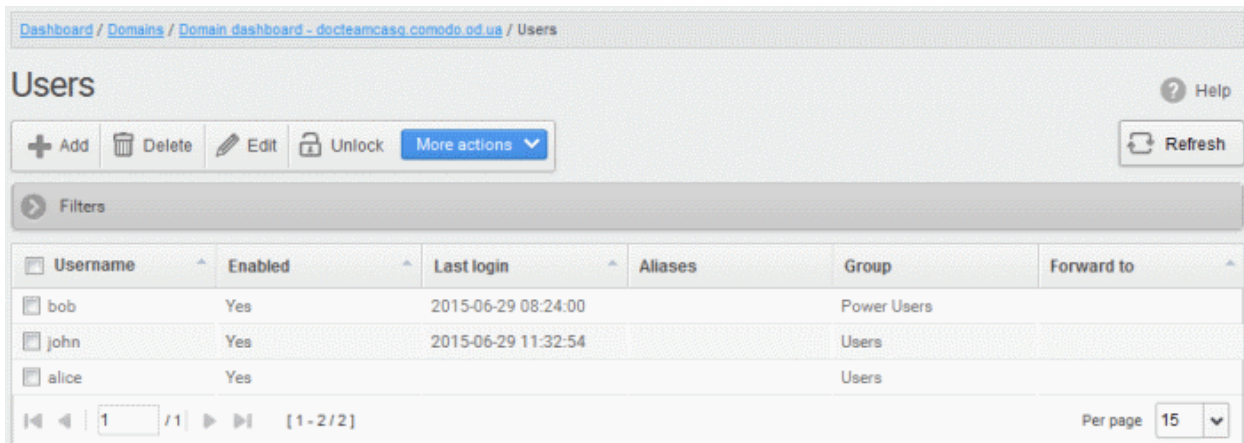 Dashboard / Domains / Domain dashboard - docteamcasg.comodo.od.ua / Users
Users
Help
Add Delete Edit Unlock More actions
Refresh
Filters
Username Enabled Last login Aliases Group Forward to
bob Yes 2015-06-29 08:24:00 Power Users
john Yes 2015-06-29 11:32:54 Users
alice Yes Users
1 / 1 [ 1 - 2 / 2 ] Per page 15